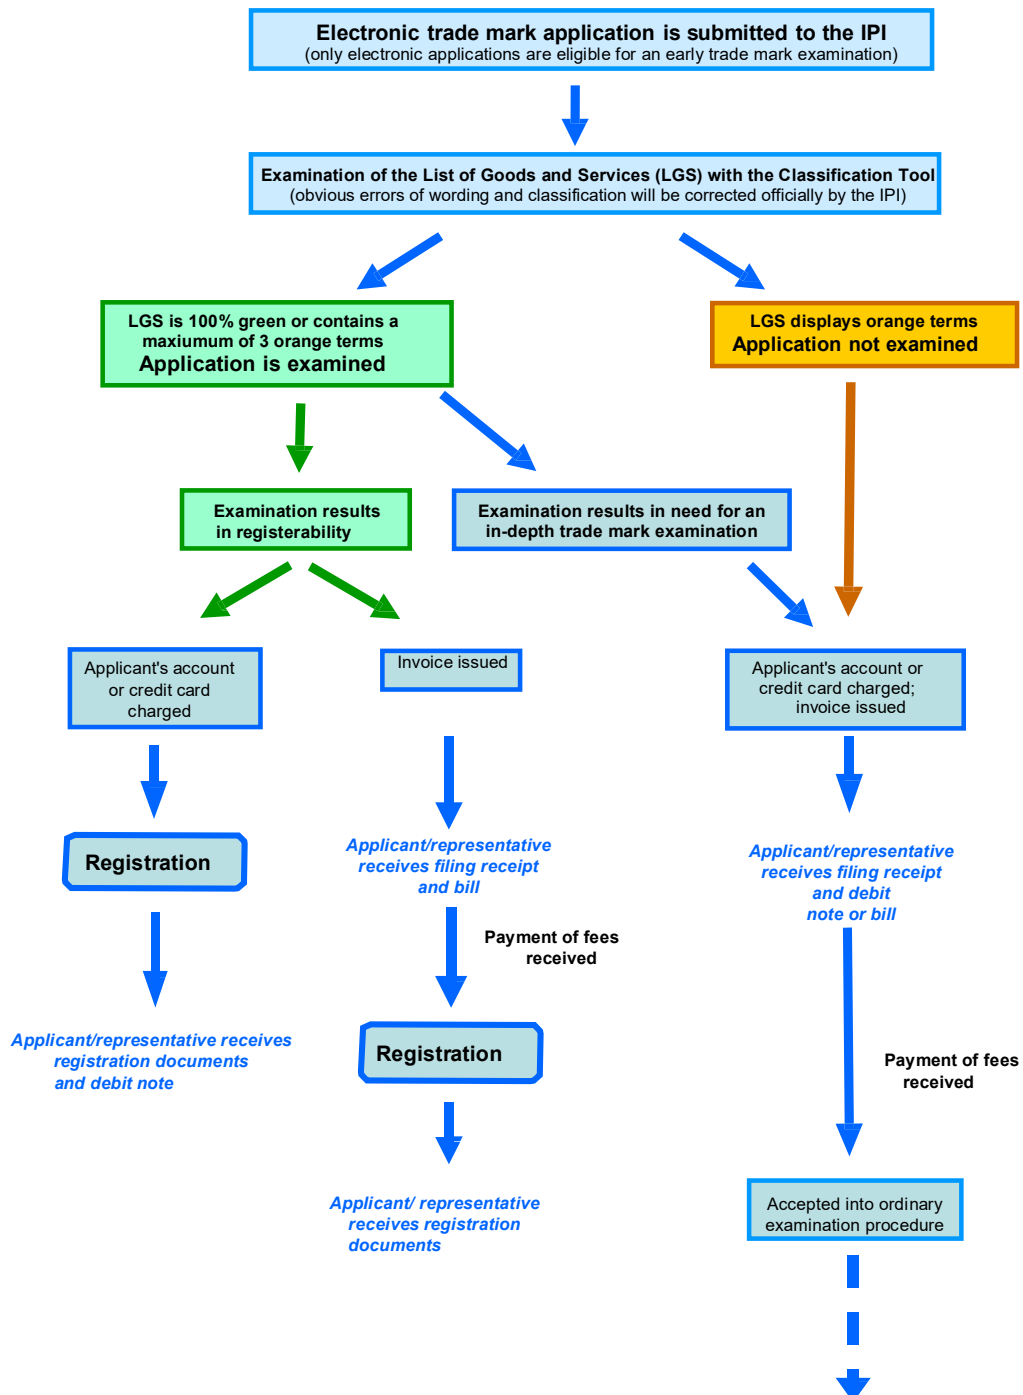 Electronic trade mark application is submitted to the IPI
(only electronic applications are eligible for an early trade mark examination)
Examination of the List of Goods and Services (LGS) with the Classification Tool
(obvious errors of wording and classification will be corrected officially by the IPI)
LGS is 100% green or contains a
maxiumum of 3 orange terms
Application is examined
LGS displays orange terms
Application not examined
Examination results
in registerability
Examination results in need for an
in-depth trade mark examination
Applicant's account
or credit card
charged
Invoice issued
Applicant's account or
credit card charged;
invoice issued
Registration
Applicant/representative
receives filing receipt
and bill
Applicant/representative
receives filing receipt
and debit
note or bill
Payment of fees
received
Applicant/representative receives
registration documents
and debit note
Registration
Payment of fees
received
Applicant/ representative
receives registration
documents
Accepted into ordinary
examination procedure